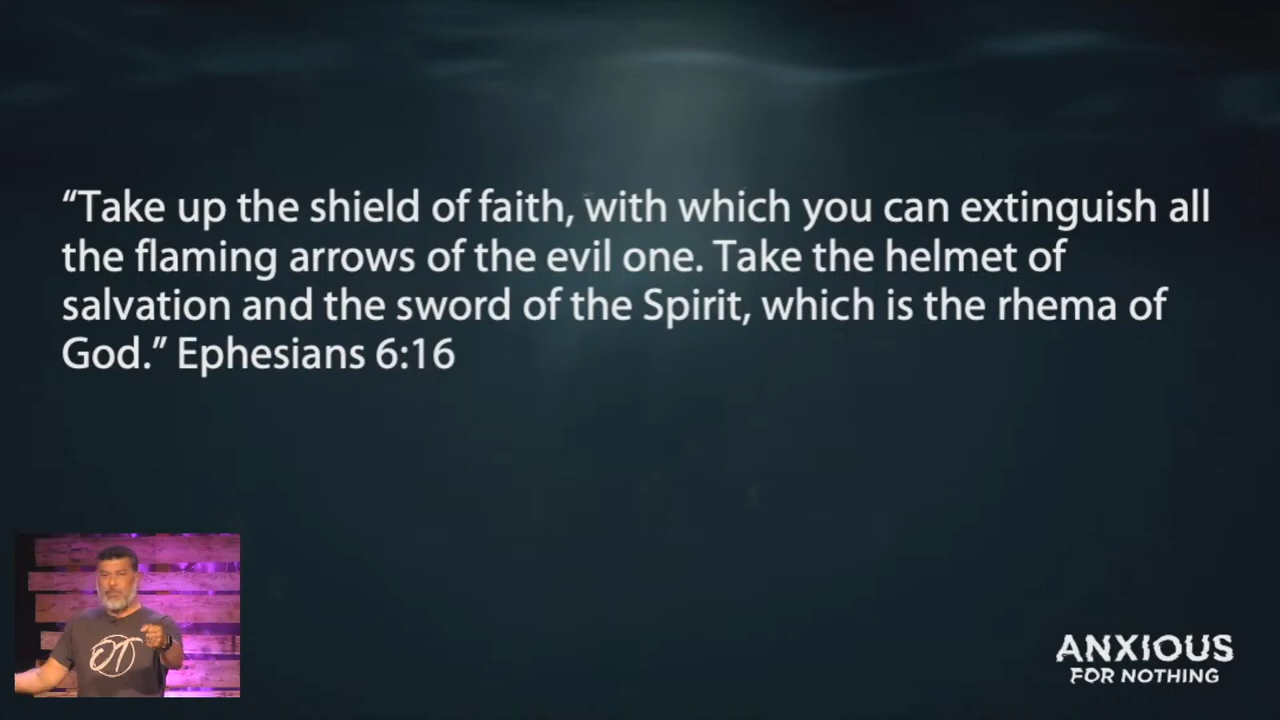 “Take up the shield of faith, with which you can extinguish all
the flaming arrows of the evil one. Take the helmet of
salvation and the sword of the Spirit, which is the rhema of
God.” Ephesians 6:16
OT
ANXIOUS
FOR NOTHING